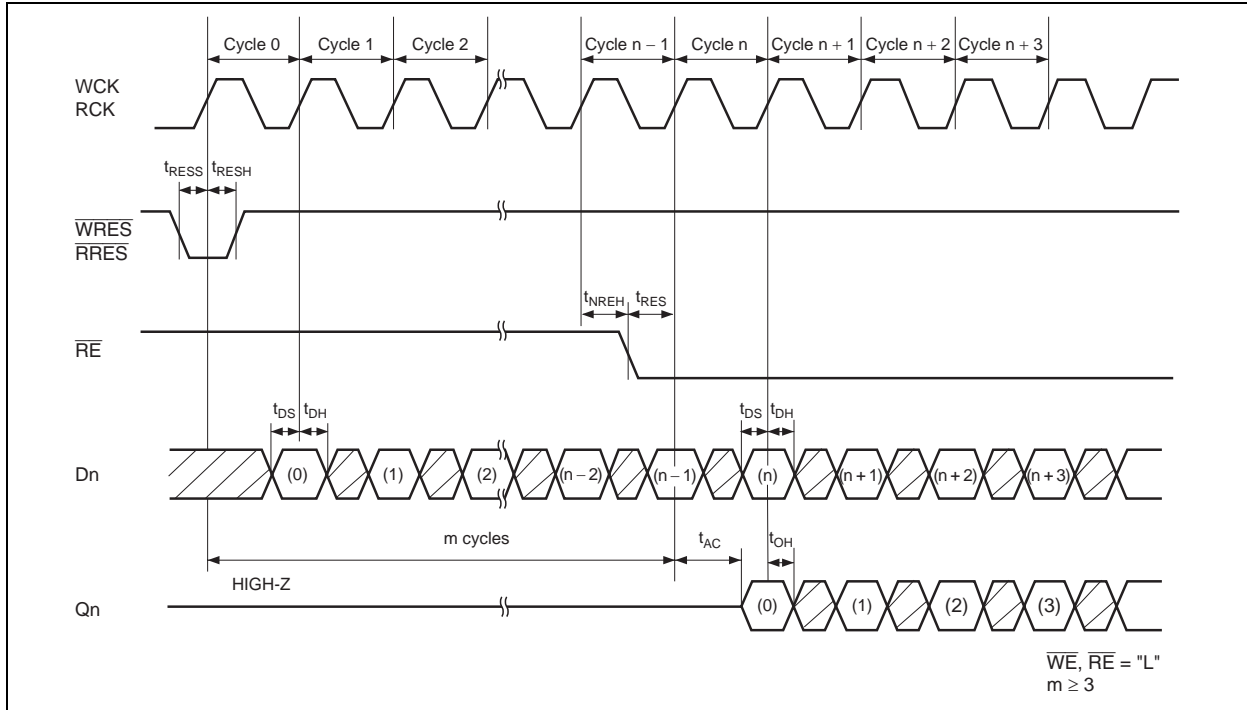 Cycle 0 Cycle 1 Cycle 2 Cycle n – 1 Cycle n Cycle n + 1 Cycle n + 2 Cycle n + 3
WCK
RCK
tRESS tRESH
WRES
RRES
tNREH tRES
RE
tDS tDH tDS tDH
Dn (0) (1) (2) (n – 2) (n – 1) (n) (n + 1) (n + 2) (n + 3)
m cycles tAC tOH
HIGH-Z
Qn (0) (1) (2) (3)
WE, RE = "L"
m ≥ 3